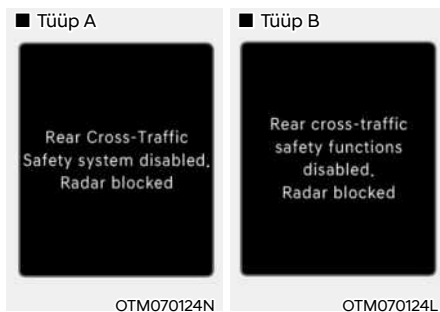 ■ Tüüp A
Rear Cross-Traffic
Safety system disabled.
Radar blocked
OTM070124N
■ Tüüp B
Rear cross-traffic
safety functions
disabled.
Radar blocked
OTM070124L